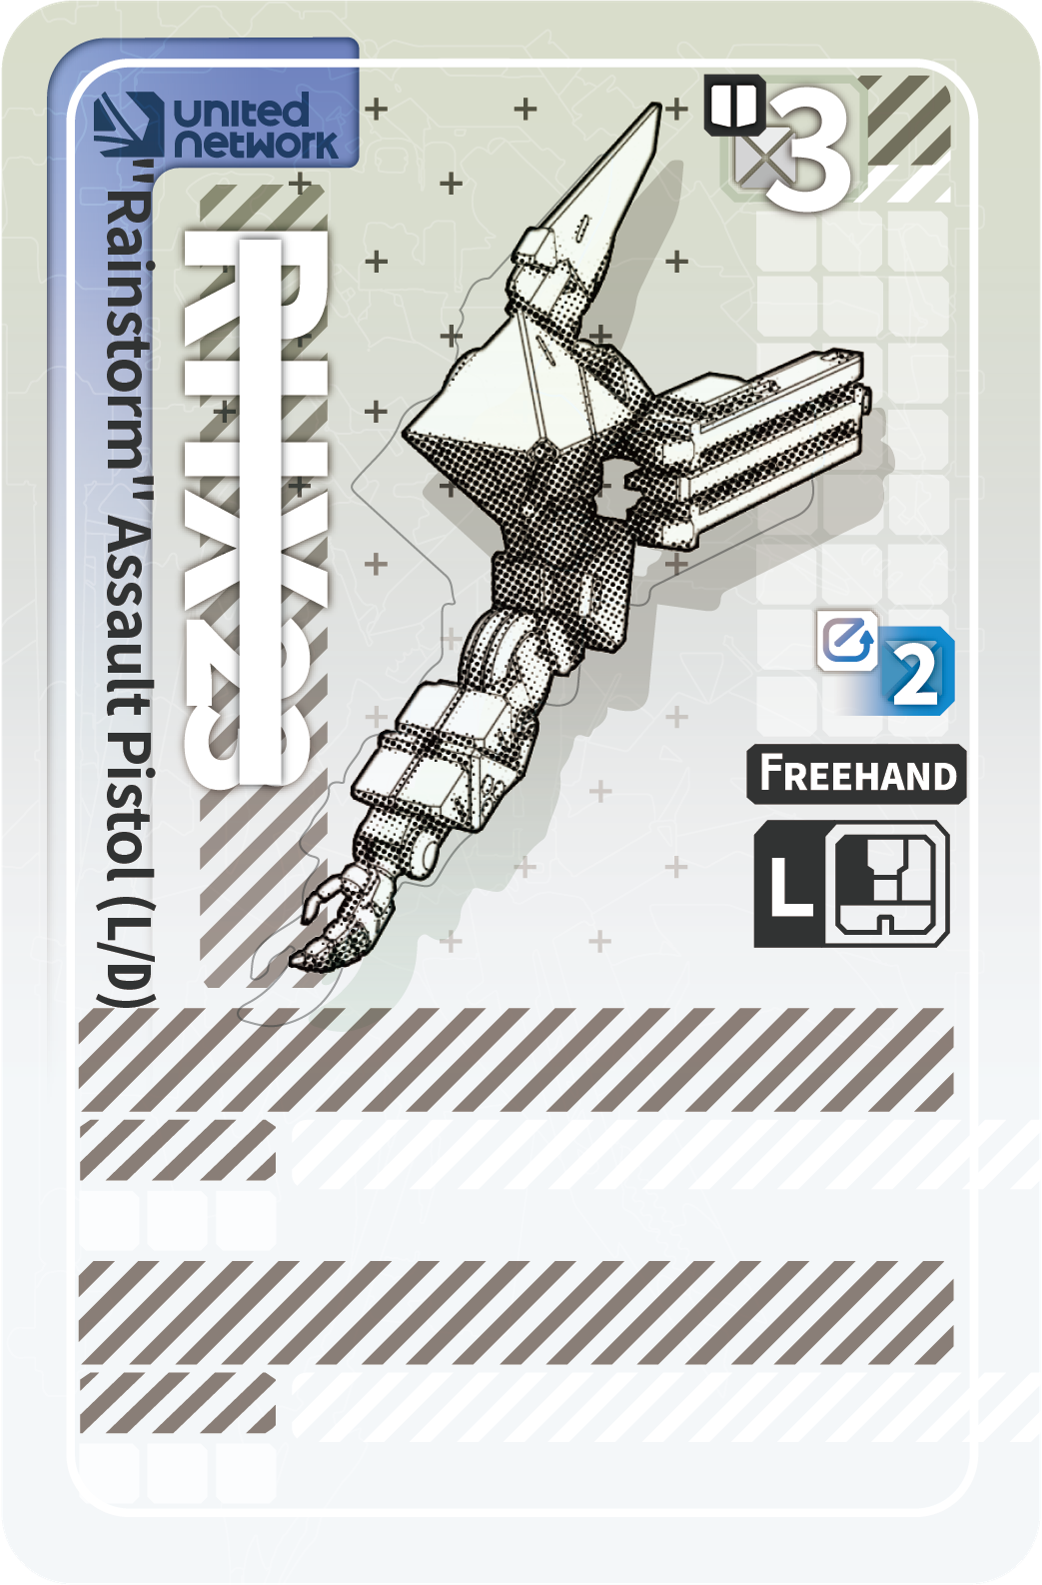 United
Network
"Rainstorm" Assault Pistol (L/D)
RHX23
3
2
FREEHAND
L